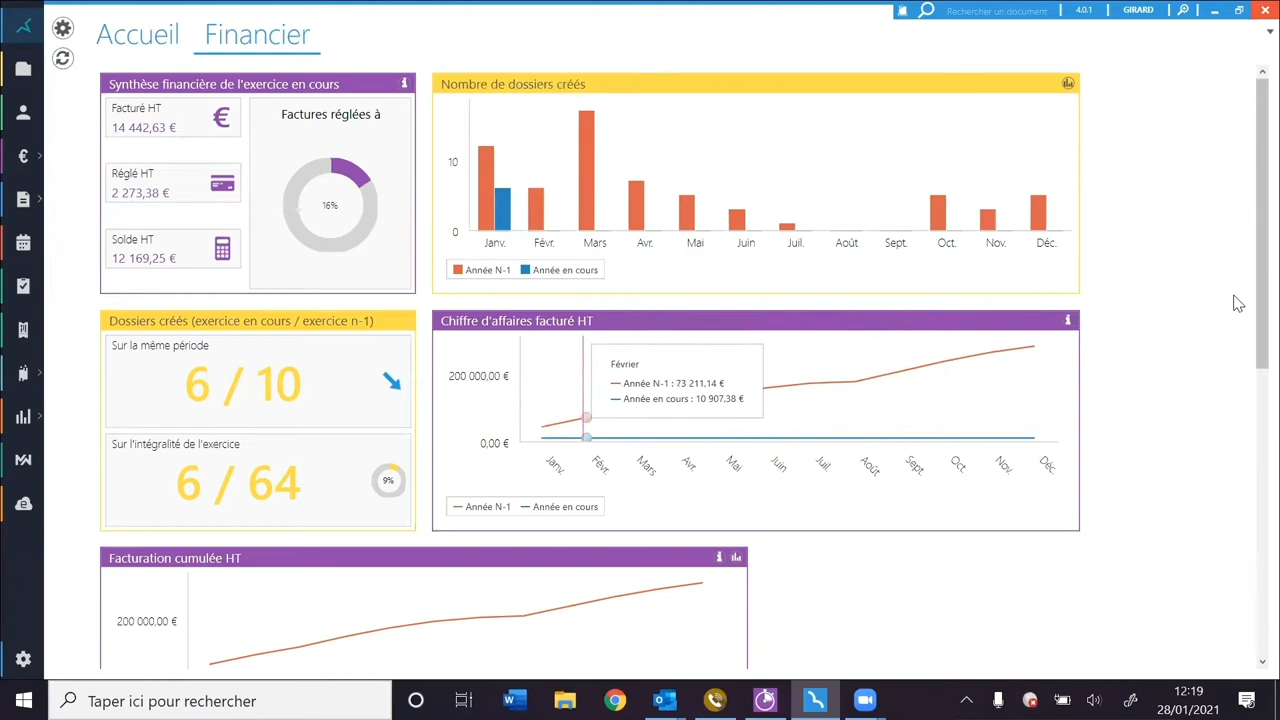 Rechercher un document
4.0.1
GIRARD
Accueil
Financier
Synthèse financière de l'exercice en cours
Facturé HT
14 442,63 €
€
Réglé HT
2 273,38 €
Solde HT
12 169,25 €
Factures réglées à
16%
Nombre de dossiers créés
10
0
Janv. Févr. Mars Avr. Mai Juin Juil. Août Sept. Oct. Nov. Déc.
Année N-1 Année en cours
Dossiers créés (exercice en cours / exercice n-1)
Sur la même période
6 / 10
Sur l'intégralité de l'exercice
6 / 64
9%
Chiffre d'affaires facturé HT
200 000,00 €
0,00 €
Février
Année N-1 : 73 211,14 €
Année en cours : 10 907,38 €
Janv. Févr. Mars Avr. Mai Juin Juil. Août Sept. Oct. Nov. Déc.
Année N-1 Année en cours
Facturation cumulée HT
200 000,00 €
Taper ici pour rechercher
12:19
28/01/2021